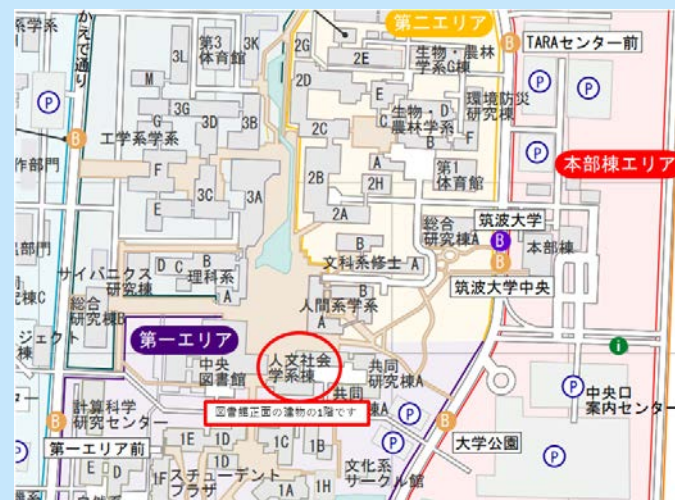 第二エリア
系学系
かえで通り
3L
第3
体育館
3K
2G
2E
生物・農林
学系G棟
B
TARAセンター前
P
M
2D
E
P
P
3G
G
3D
3B
2C
C
生物・D
農林学系
B
環境防災
研究棟
F
B
工学系学系
P
作部門
F
3C
3A
A
2H
第1
体育館
本部棟エリア
E
2B
2A
筑波大学
B
総合
研究棟A
本部棟
B
文科系修士
A
B
筑波大学中央
部門
サイバニクス
研究棟
D
C
B
理科系
A
人間系学系
B
A
究棟C
総合
研究棟B
第一エリア
i
ジェクト
棟
中央
図書館
人文社会
学系棟
共同
研究棟A
共同
棟A
P
中央口
案内センター
図書館正面の建物の1階です
計算科学
研究センター
B
P
B
大学公園
第一エリア前
1E
1D
1C
1B
P
文化系
サークル館
P
E
D
1F
1D
スチューデント
プラザ
1A
1H